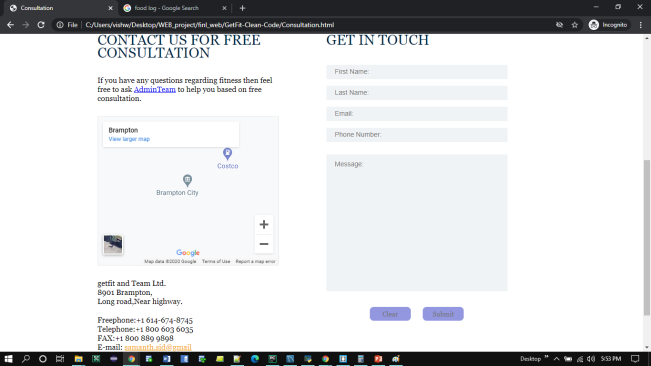 Consultation
food log - Google Search
File
C:/Users/vishw/Desktop/WEB_project/finl_web/GetFit-Clean-Code/Consultation.html
Incognito
CONTACT US FOR FREE
CONSULTATION
If you have any questions regarding fitness then feel
free to ask AdminTeam to help you based on free
consultation.
Brampton
View larger map
Costco
Brampton City
Google
Map data ©2020 Google Terms of Use Report a map error
getfit and Team Ltd.
8901 Brampton,
Long road,Near highway.
Freephone:+1 614-674-8745
Telephone:+1 800 603 6035
FAX:+1 800 889 9898
E-mail: samanth.sid@gmail
GET IN TOUCH
First Name:
Last Name:
Email:
Phone Number:
Message:
Clear
Submit
Desktop
5:53 PM